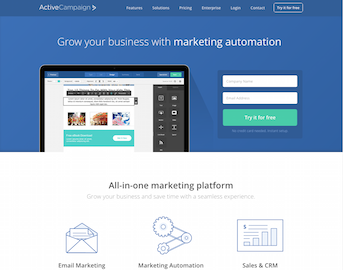 ActiveCampaign >
Features Solutions Pricing Enterprise Login Contact Try it for free
Grow your business with marketing automation
Company Name
Email Address
Try it for free
All-in-one marketing platform
Grow your business and save time with a seamless experience.
Email Marketing Marketing Automation Sales & CRM